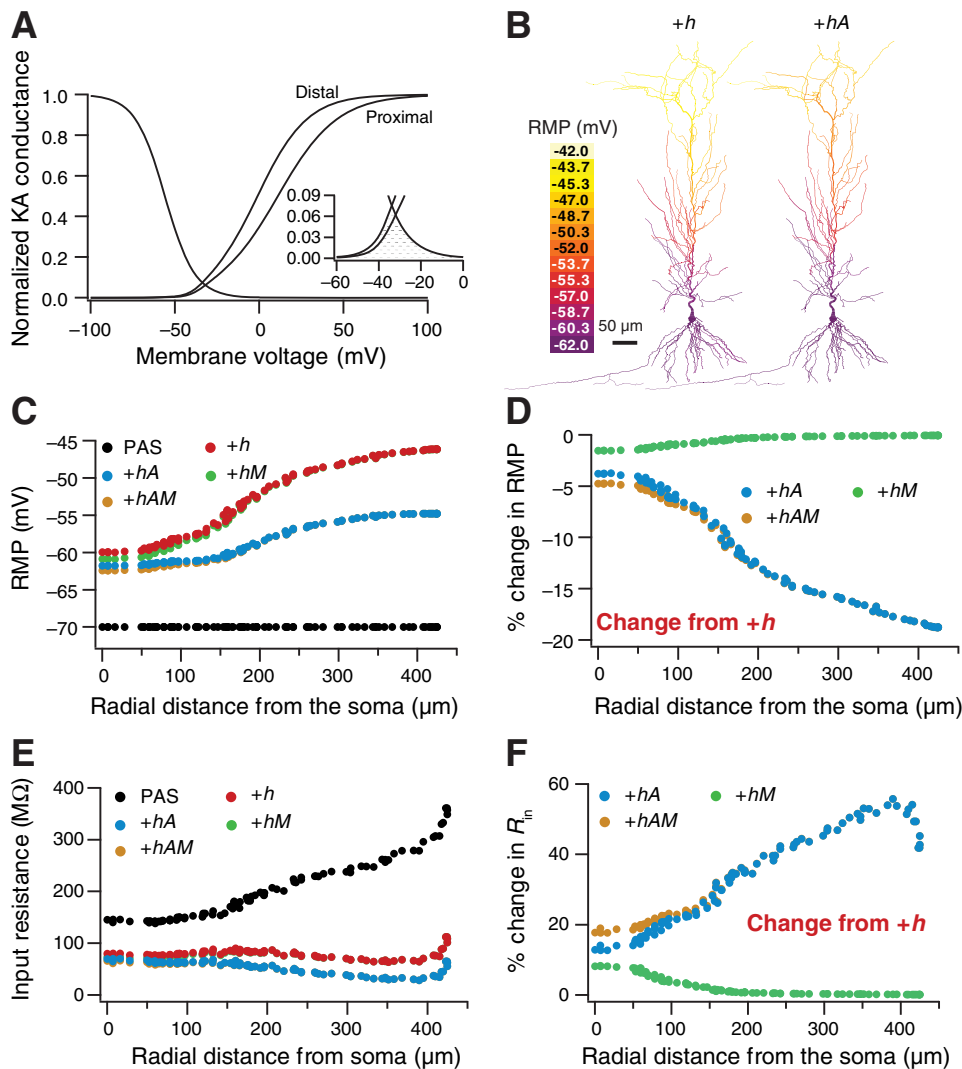 A
Normalized KA conductance
1.0
0.8
0.6
0.4
0.2
0.0
Distal
Proximal
0.09
0.06
0.03
0.00
−60 −40 −20 0
−100 −50 0 50 100
Membrane voltage (mV)
B
+h +hA
RMP (mV)
-42.0
-43.7
-45.3
-47.0
-48.7
-50.3
-52.0
-53.7
-55.3
-57.0
-58.7
-60.3
-62.0
50 μm
C
RMP (mV)
−45
−50
−55
−60
−65
−70
PAS +h
+hA +hM
+hAM
0 100 200 300 400
Radial distance from the soma (μm)
D
% change in RMP
0
−5
−10
−15
−20
+hA +hM
+hAM
Change from +h
0 100 200 300 400
Radial distance from the soma (μm)
E
Input resistance (MΩ)
400
300
200
100
0
PAS +h
+hA +hM
+hAM
0 100 200 300 400
Radial distance from soma (μm)
F
% change in Rin
60
40
20
0
+hA +hM
+hAM
Change from +h
0 100 200 300 400
Radial distance from the soma (μm)